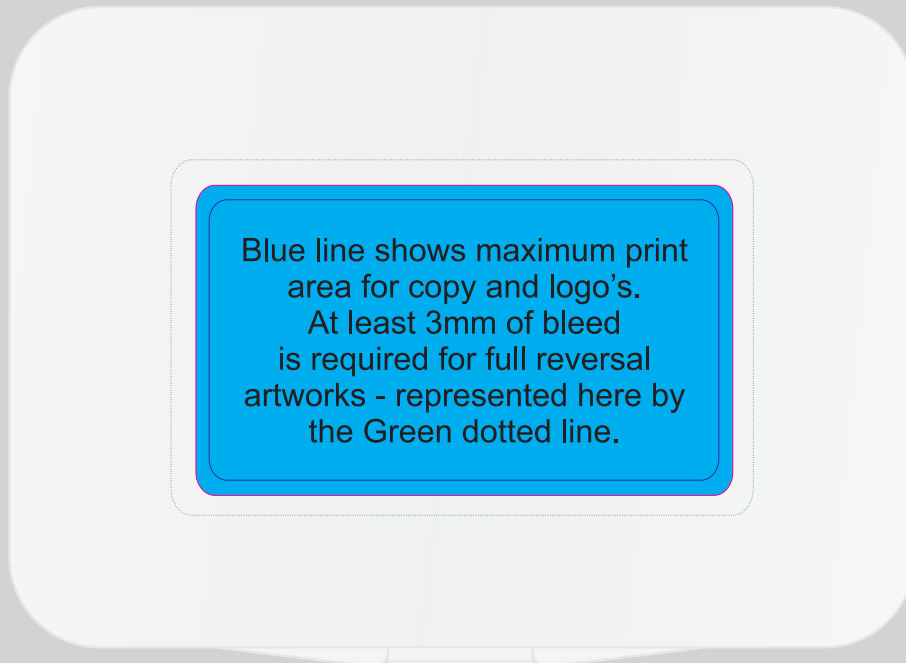 Blue line shows maximum print
area for copy and logo’s.
At least 3mm of bleed
is required for full reversal
artworks - represented here by
the Green dotted line.